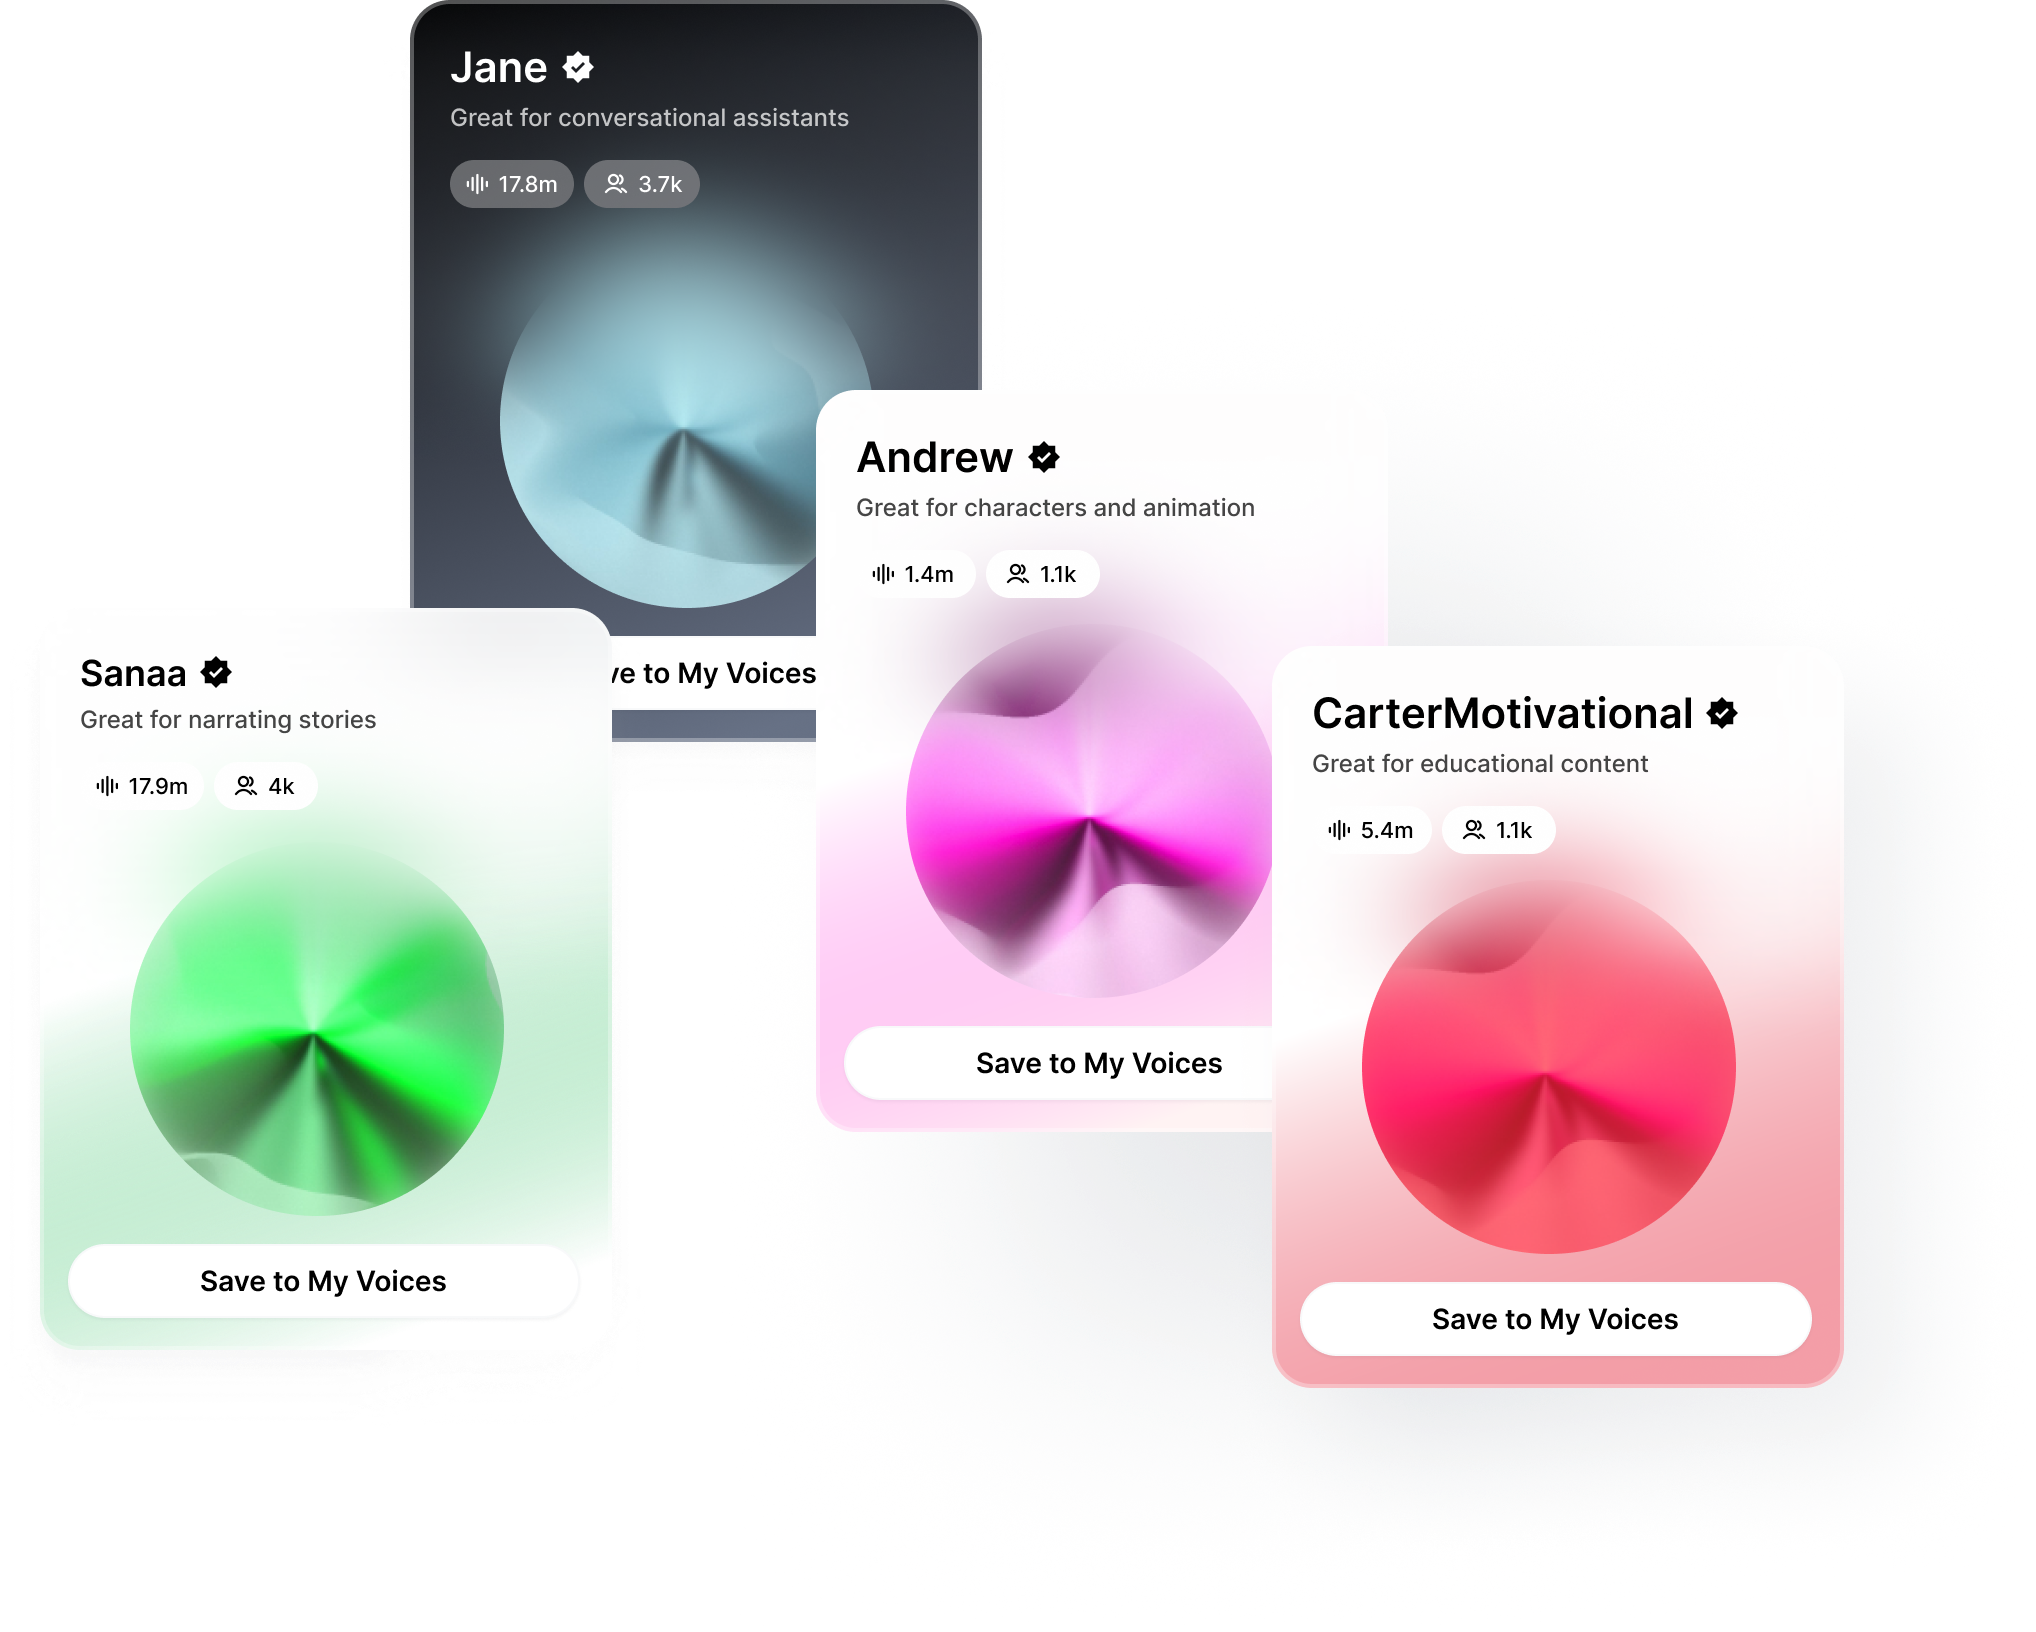 Jane
Great for conversational assistants
17.8m 3.7k
ve to My Voices
Andrew
Great for characters and animation
1.4m 1.1k
Save to My Voices
Sanaa
Great for narrating stories
17.9m 4k
Save to My Voices
CarterMotivational
Great for educational content
5.4m 1.1k
Save to My Voices